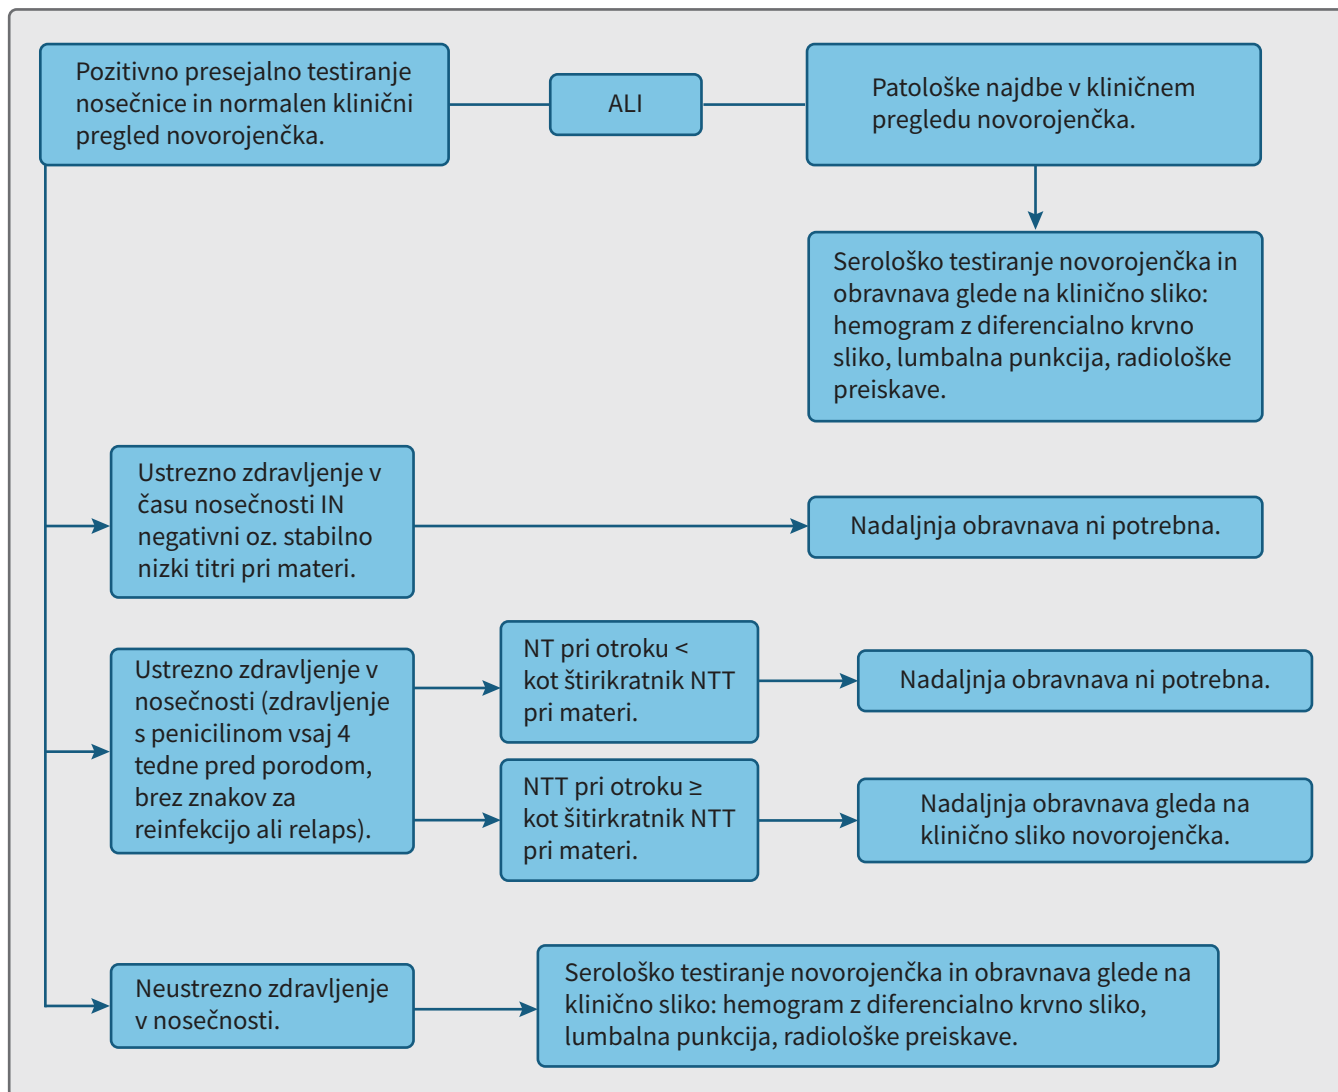 Pozitivno presejalno testiranje
nosečnice in normalen klinični
pregled novorojenčka.
ALI
Patološke najdbe v kliničnem
pregledu novorojenčka.
Serološko testiranje novorojenčka in
obravnava glede na klinično sliko:
hemogram z diferencialno krvno
sliko, lumbalna punkcija, radiološke
preiskave.
Ustrezno zdravljenje v
času nosečnosti IN
negativni oz. stabilno
nizki titri pri materi.
Nadaljnja obravnava ni potrebna.
Ustrezno zdravljenje v
nosečnosti (zdravljenje
s penicilinom vsaj 4
tedne pred porodom,
brez znakov za
reinfekcijo ali relaps).
NT pri otroku <
kot štirikratnik NTT
pri materi.
Nadaljnja obravnava ni potrebna.
NTT pri otroku ≥
kot šitirkratnik NTT
pri materi.
Nadaljnja obravnava gleda na
klinično sliko novorojenčka.
Neustrezno zdravljenje
v nosečnosti.
Serološko testiranje novorojenčka in obravnava glede na
klinično sliko: hemogram z diferencialno krvno sliko,
lumbalna punkcija, radiološke preiskave.